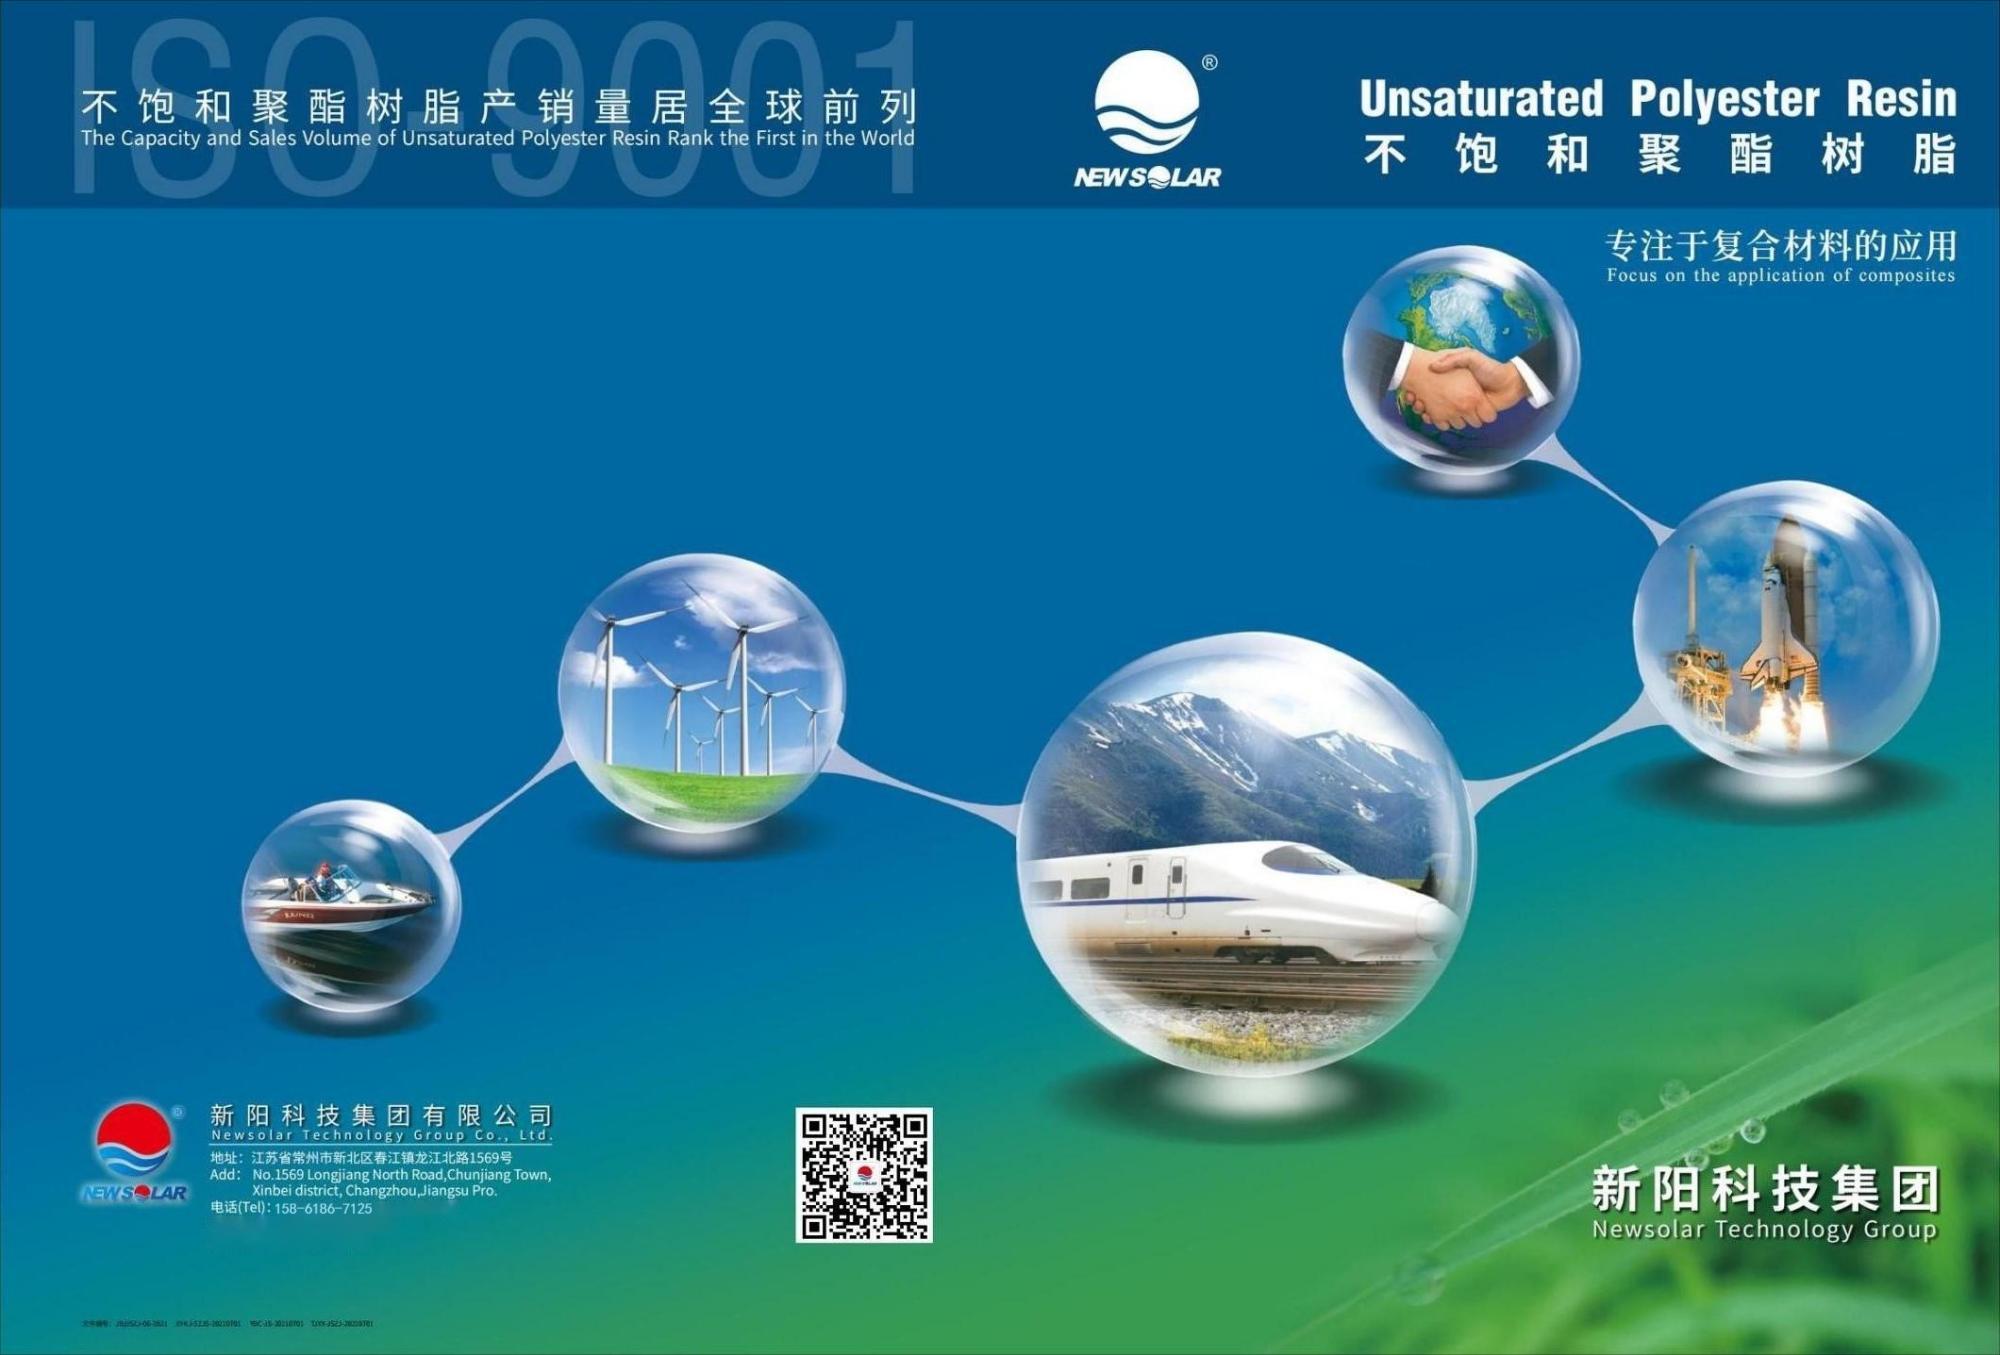 ISO-9001
不饱和聚酯树脂产销量居全球前列
The Capacity and Sales Volume of Unsaturated Polyester Resin Rank the First in the World
®
NEWSOLAR
Unsaturated Polyester Resin
不饱和聚酯树脂
专注于复合材料的应用
Focus on the application of composites
®
NEWSOLAR
新阳科技集团有限公司
Newsolar Technology Group Co., Ltd.
地址：江苏省常州市新北区春江镇龙江北路1569号
Add: No.1569 Longjiang North Road,Chunjiang Town,
Xinbei district, Changzhou,Jiangsu Pro.
电话(Tel)：158-6186-7125
新阳科技集团
Newsolar Technology Group